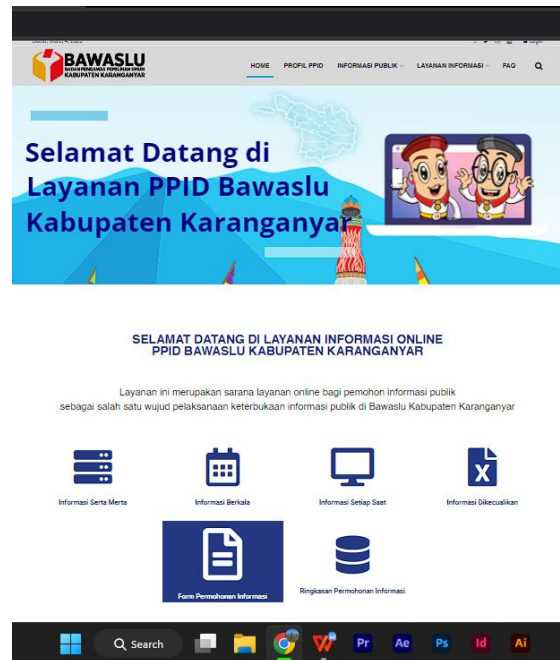 BAWASLU
BADAN PENGAWAS PEMILIHAN UMUM
KABUPATEN KARANGANYAR
HOME PROFIL PPID INFORMASI PUBLIK LAYANAN INFORMASI FAQ
Selamat Datang di
Layanan PPID Bawaslu
Kabupaten Karanganyar
SELAMAT DATANG DI LAYANAN INFORMASI ONLINE
PPID BAWASLU KABUPATEN KARANGANYAR
Layanan ini merupakan sarana layanan online bagi pemohon informasi publik
sebagai salah satu wujud pelaksanaan keterbukaan informasi publik di Bawaslu Kabupaten Karanganyar
X
Informasi Serta Merta Informasi Berkala Informasi Setiap Saat Informasi Dikecualikan
Form Permohonan Informasi Ringkasan Permohonan Informasi
Search W Pr Ae Ps Id Ai